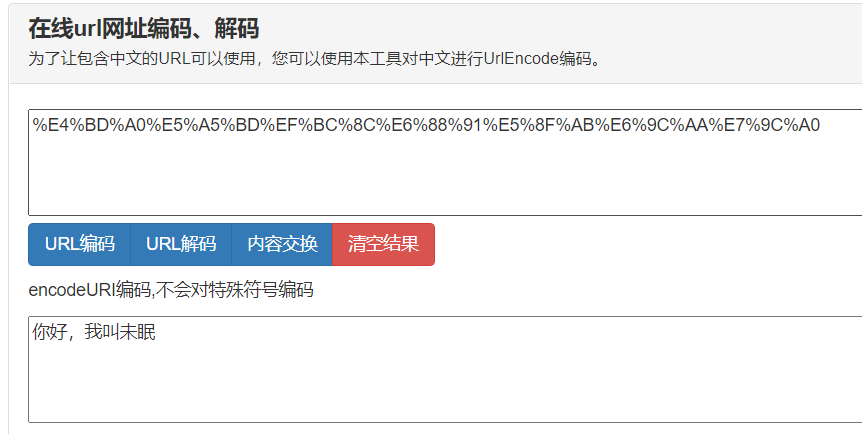 在线url网址编码、解码
为了让包含中文的URL可以使用，您可以使用本工具对中文进行UrlEncode编码。
%E4%BD%A0%E5%A5%BD%EF%BC%8C%E6%88%91%E5%8F%AB%E6%9C%AA%E7%9C%A0
URL编码 URL解码 内容交换 清空结果
encodeURI编码,不会对特殊符号编码
你好，我叫未眠